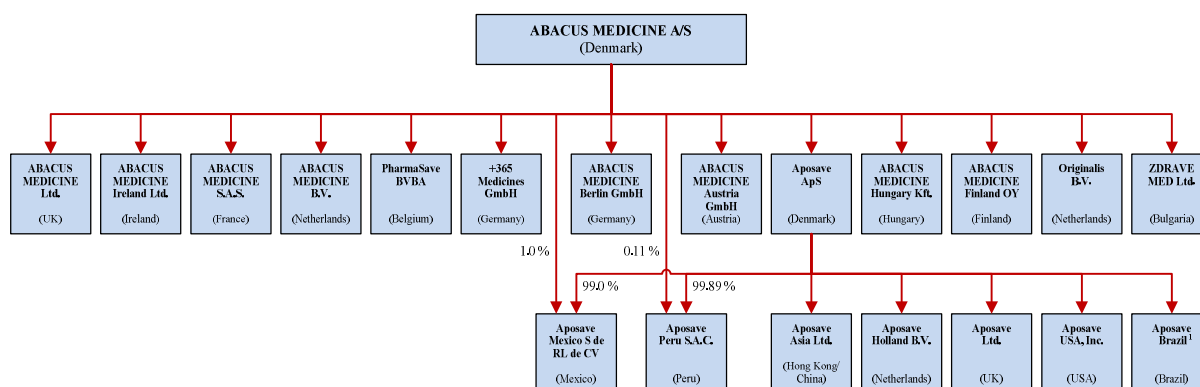 ABACUS MEDICINE A/S
(Denmark)
ABACUS
MEDICINE
Ltd.
(UK)
ABACUS
MEDICINE
Ireland Ltd.
(Ireland)
ABACUS
MEDICINE
S.A.S.
(France)
ABACUS
MEDICINE
B.V.
(Netherlands)
PharmaSave
BVBA
(Belgium)
+365
Medicines
GmbH
(Germany)
ABACUS
MEDICINE
Berlin GmbH
(Germany)
ABACUS
MEDICINE
Austria
GmbH
(Austria)
Aposave
ApS
(Denmark)
ABACUS
MEDICINE
Hungary Kft.
(Hungary)
ABACUS
MEDICINE
Finland OY
(Finland)
Originalis
B.V.
(Netherlands)
ZDRAVE
MED Ltd.
(Bulgaria)
1.0 %
0.11 %
99.0 %
99.89 %
Aposave
Mexico S de
RL de CV
(Mexico)
Aposave
Peru S.A.C.
(Peru)
Aposave
Asia Ltd.
(Hong Kong/
China)
Aposave
Holland B.V.
(Netherlands)
Aposave
Ltd.
(UK)
Aposave
USA, Inc.
(USA)
Aposave
Brazil¹
(Brazil)